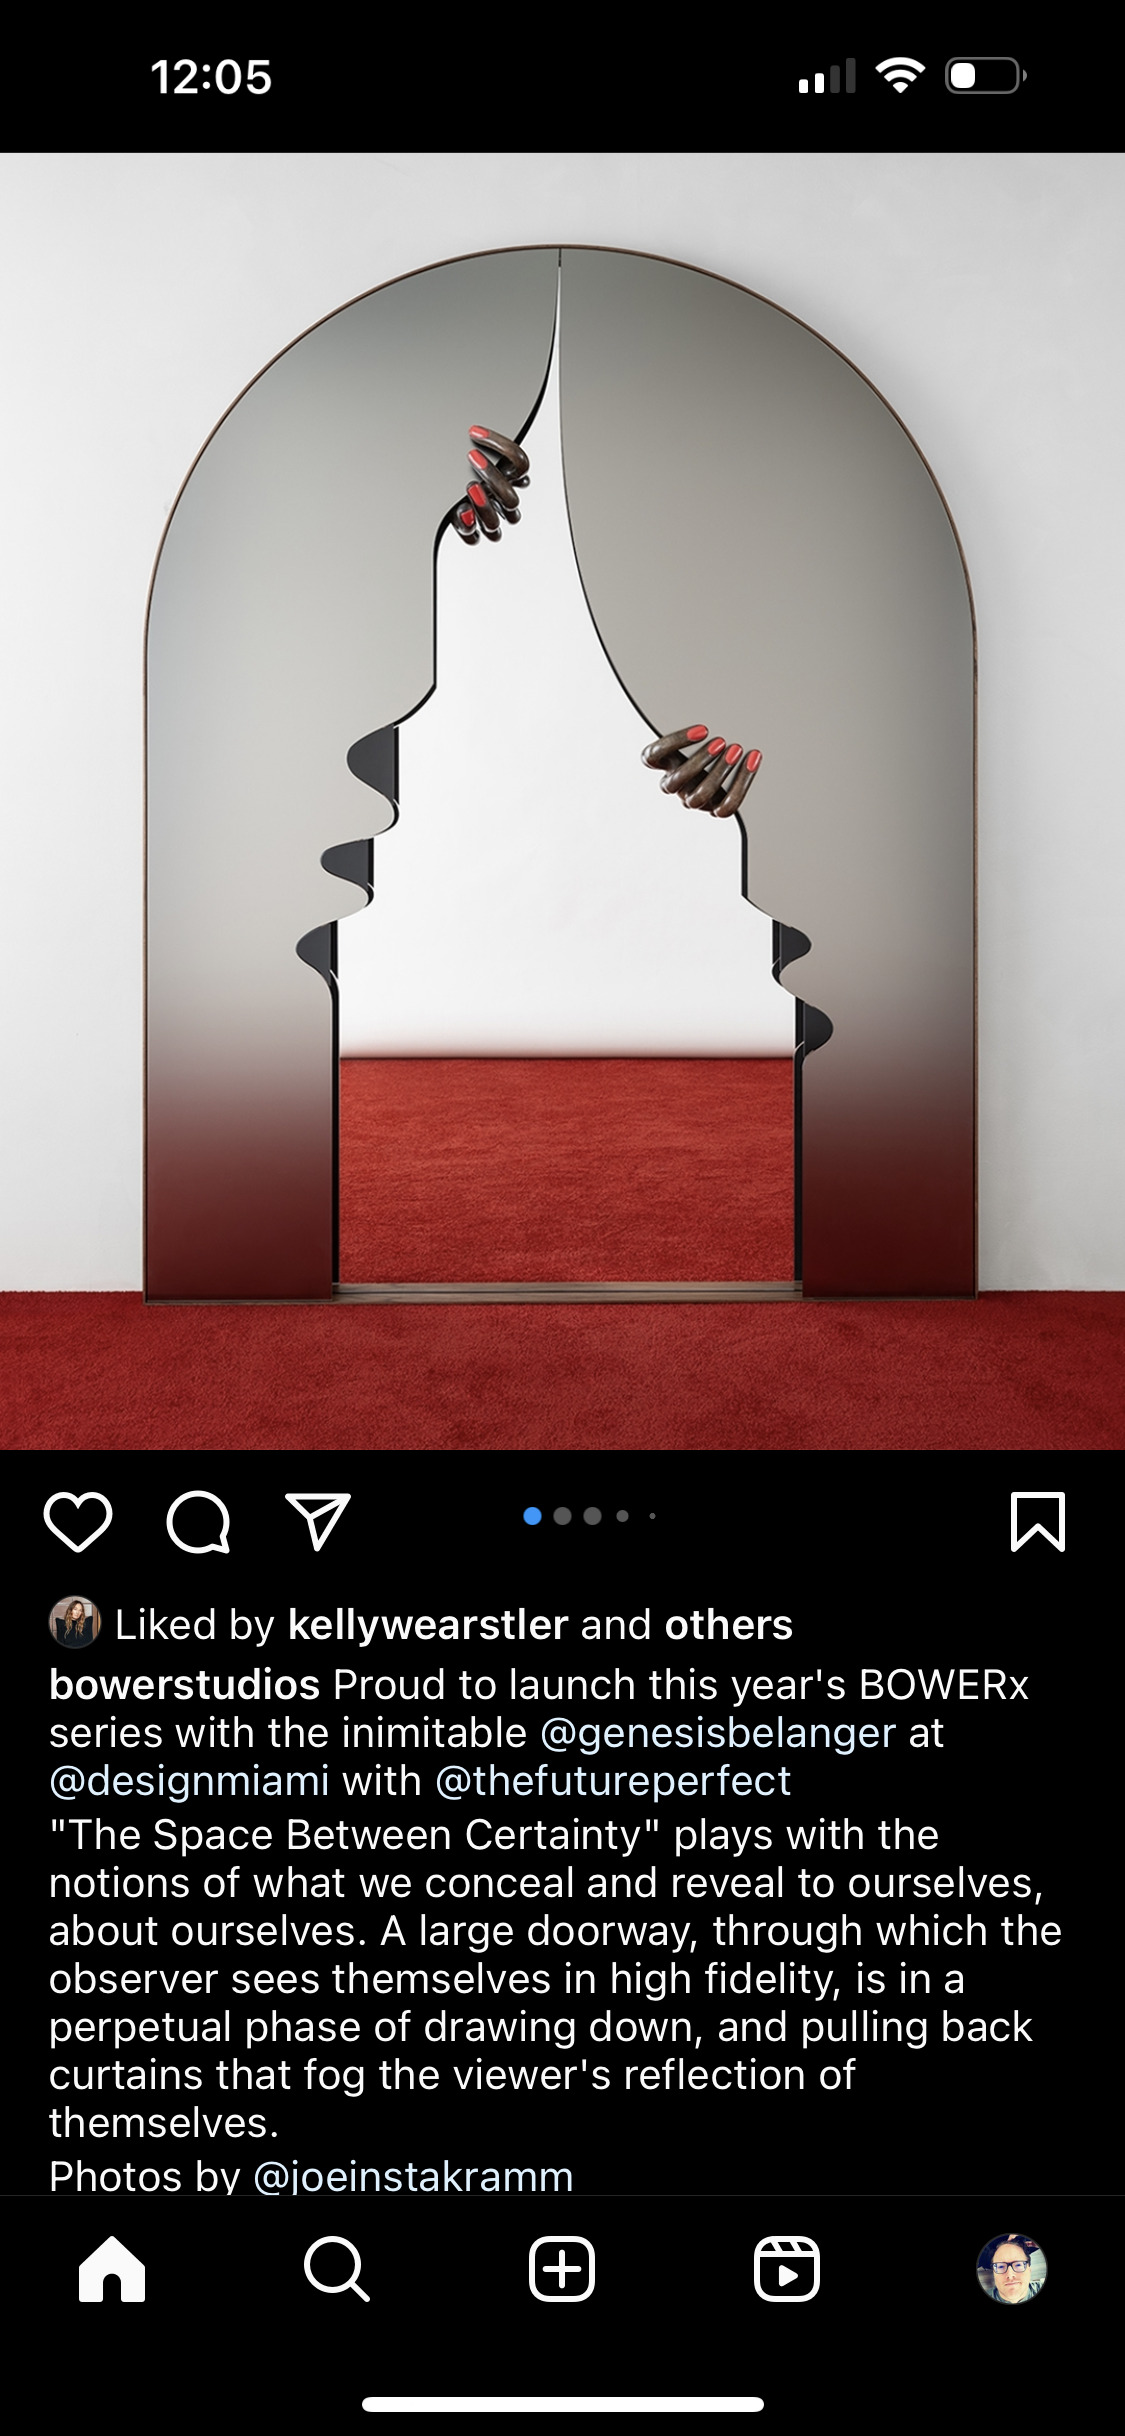 12:05
Liked by kellywearstler and others
bowerstudios Proud to launch this year's BOWERx
series with the inimitable @genesisbelanger at
@designmiami with @thefutureperfect
"The Space Between Certainty" plays with the
notions of what we conceal and reveal to ourselves,
about ourselves. A large doorway, through which the
observer sees themselves in high fidelity, is in a
perpetual phase of drawing down, and pulling back
curtains that fog the viewer's reflection of
themselves.
Photos by @joeinstakramm